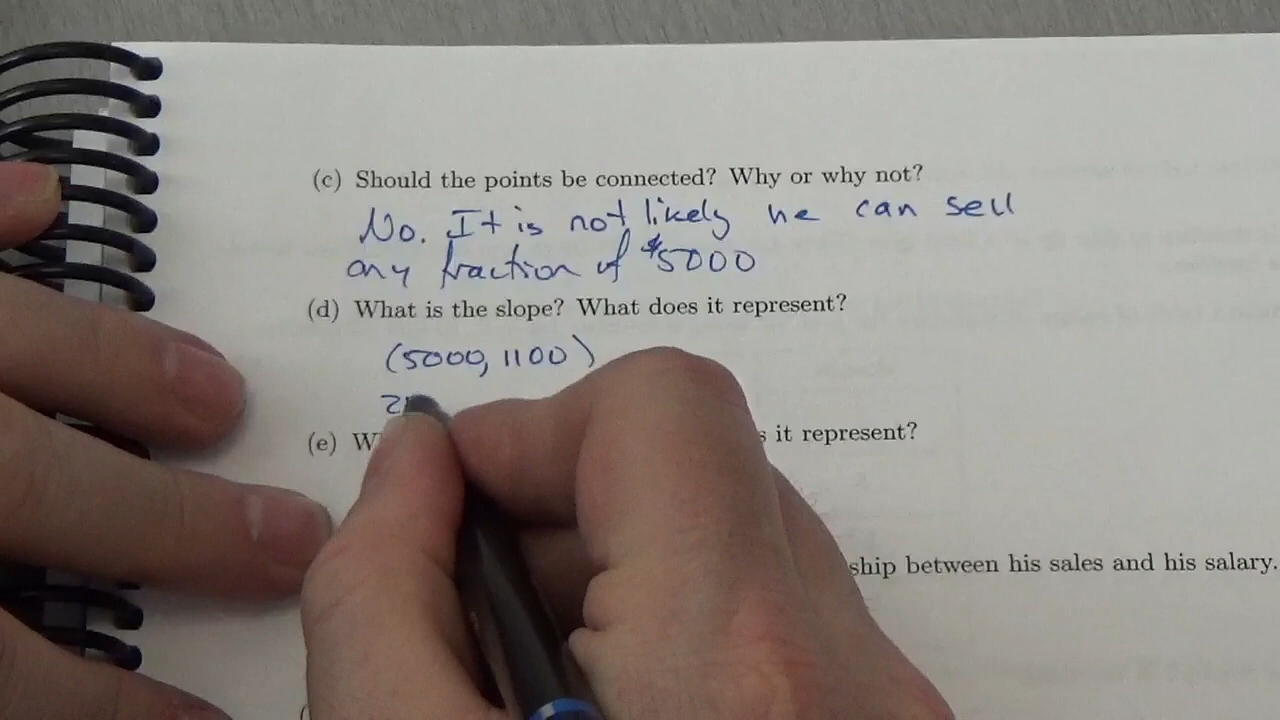 (c) Should the points be connected? Why or why not?
No. It is not likely he can sell
any fraction of $5000
(d) What is the slope? What does it represent?
(5000, 1100)
2
(e) W it represent?
between his sales and his salary.